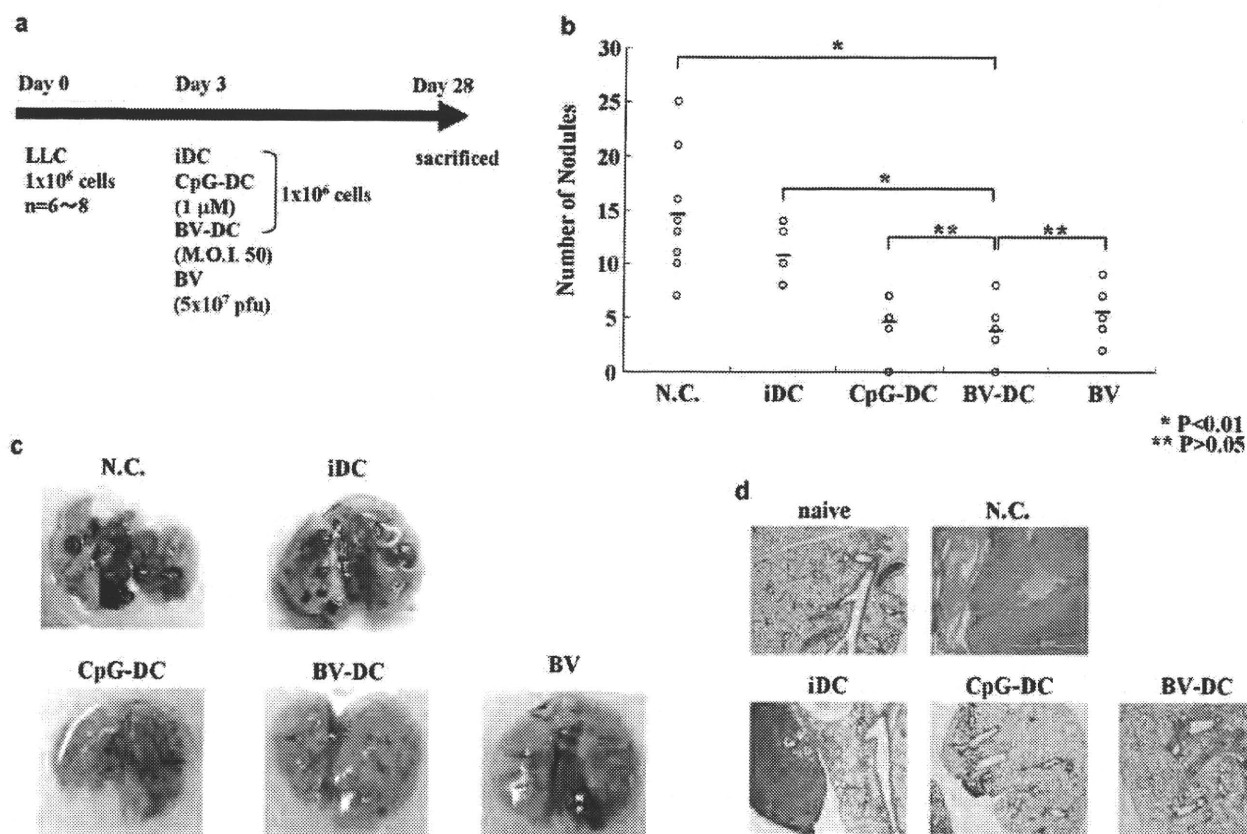 a
Day 0 Day 3 Day 28
LLC
1x10⁶ cells
n=6～8
iDC
CpG-DC
(1 μM)
BV-DC
(M.O.I. 50)
BV
(5x10⁷ pfu)
1x10⁶ cells
sacrificed
b
Number of Nodules
30
25
20
15
10
5
0
*
*
** **
N.C. iDC CpG-DC BV-DC BV
* P<0.01
** P>0.05
c
N.C. iDC
CpG-DC BV-DC BV
d
naive N.C.
iDC CpG-DC BV-DC